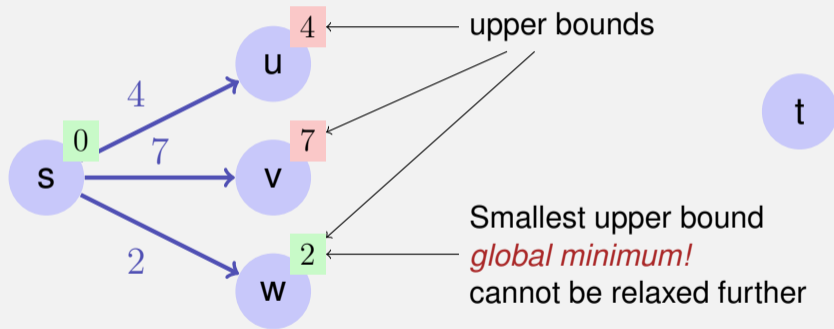 4
upper bounds
u
4
t
0
7
7
s
v
Smallest upper bound
2
global minimum!
2
w
cannot be relaxed further